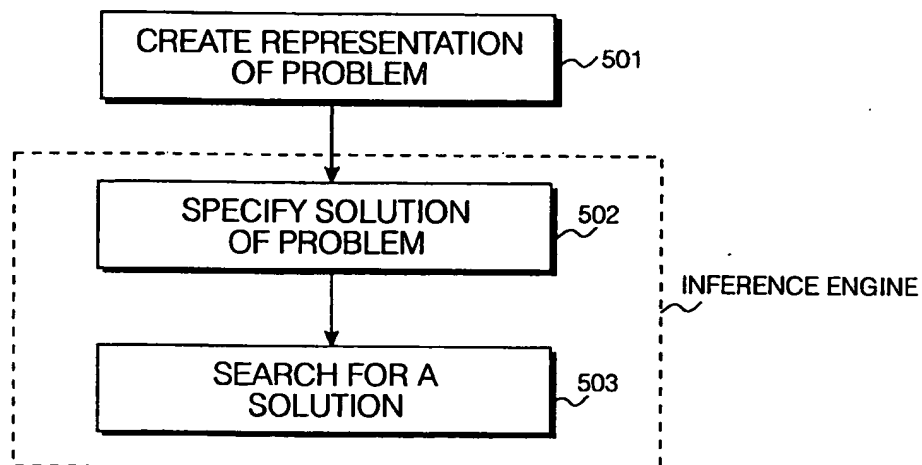 CREATE REPRESENTATION
OF PROBLEM
501
SPECIFY SOLUTION
OF PROBLEM
502
INFERENCE ENGINE
SEARCH FOR A
SOLUTION
503